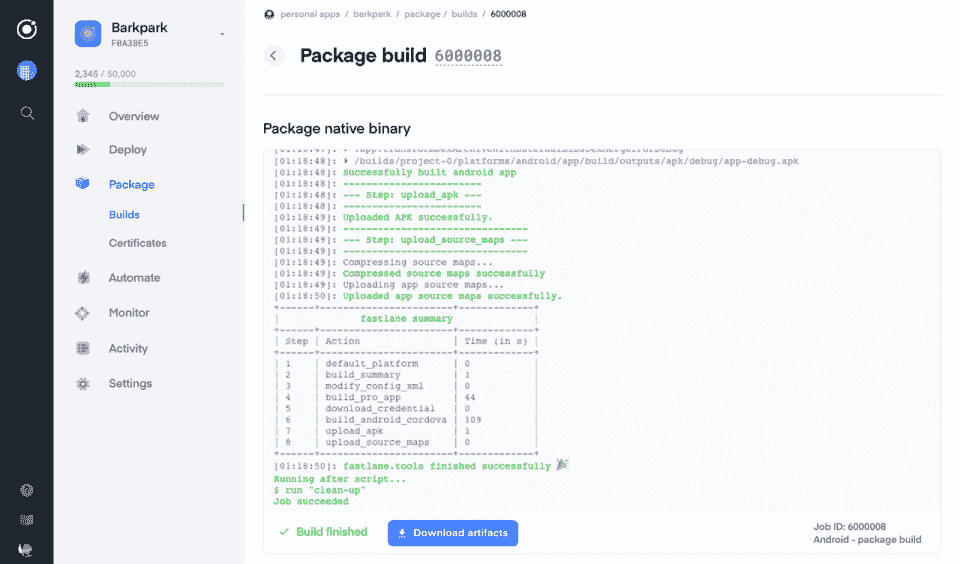 personal apps / barkpark / package / builds / 6000008
Barkpark
F0A38E5
2,345 / 50,000
Overview
Deploy
Package
Builds
Certificates
Automate
Monitor
Activity
Settings
Package build 6000008
Package native binary
[01:18:48]: ▸ /builds/project-0/platforms/android/app/build/outputs/apk/debug/app-debug.apk
[01:18:48]: Successfully built android app
[01:18:48]: -------------------------
[01:18:48]: --- Step: upload_apk ---
[01:18:48]: -------------------------
[01:18:49]: Uploaded APK successfully.
[01:18:49]: ---------------------------------
[01:18:49]: --- Step: upload_source_maps ---
[01:18:49]: ---------------------------------
[01:18:49]: Compressing source maps...
[01:18:49]: Compressed source maps successfully
[01:18:49]: Uploading app source maps...
[01:18:50]: Uploaded app source maps successfully.
fastlane summary
| Step | Action | Time (in s) |
| 1 | default_platform | 0 |
| 2 | build_summary | 1 |
| 3 | modify_config_xml | 0 |
| 4 | build_pro_app | 44 |
| 5 | download_credential | 0 |
| 6 | build_android_cordova | 109 |
| 7 | upload_apk | 1 |
| 8 | upload_source_maps | 0 |
[01:18:50]: fastlane.tools finished successfully 🎉
Running after script...
$ run "clean-up"
Job succeeded
Build finished
Download artifacts
Job ID: 6000008
Android - package build